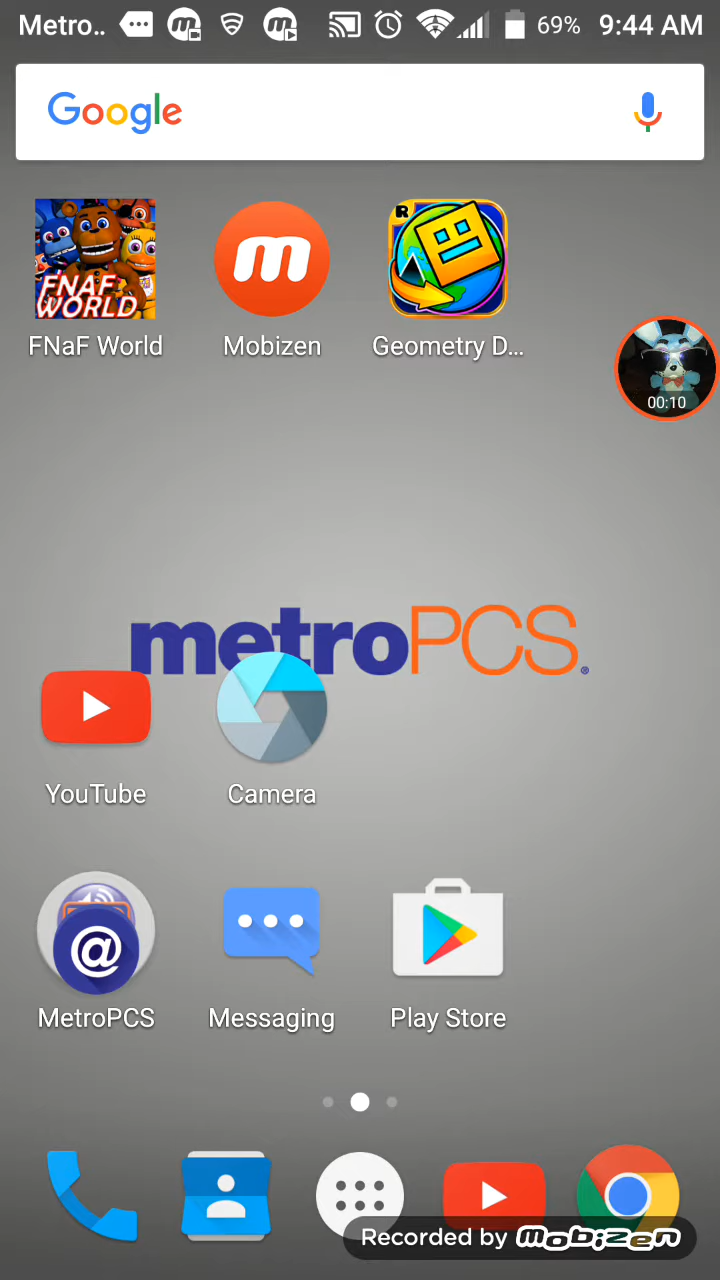 Metro.. 69% 9:44 AM
Google
R
FNAF
WORLD
m
FNaF World Mobizen Geometry D...
00:10
metroPCS®
YouTube Camera
@
MetroPCS Messaging Play Store
Recorded by Mobizen